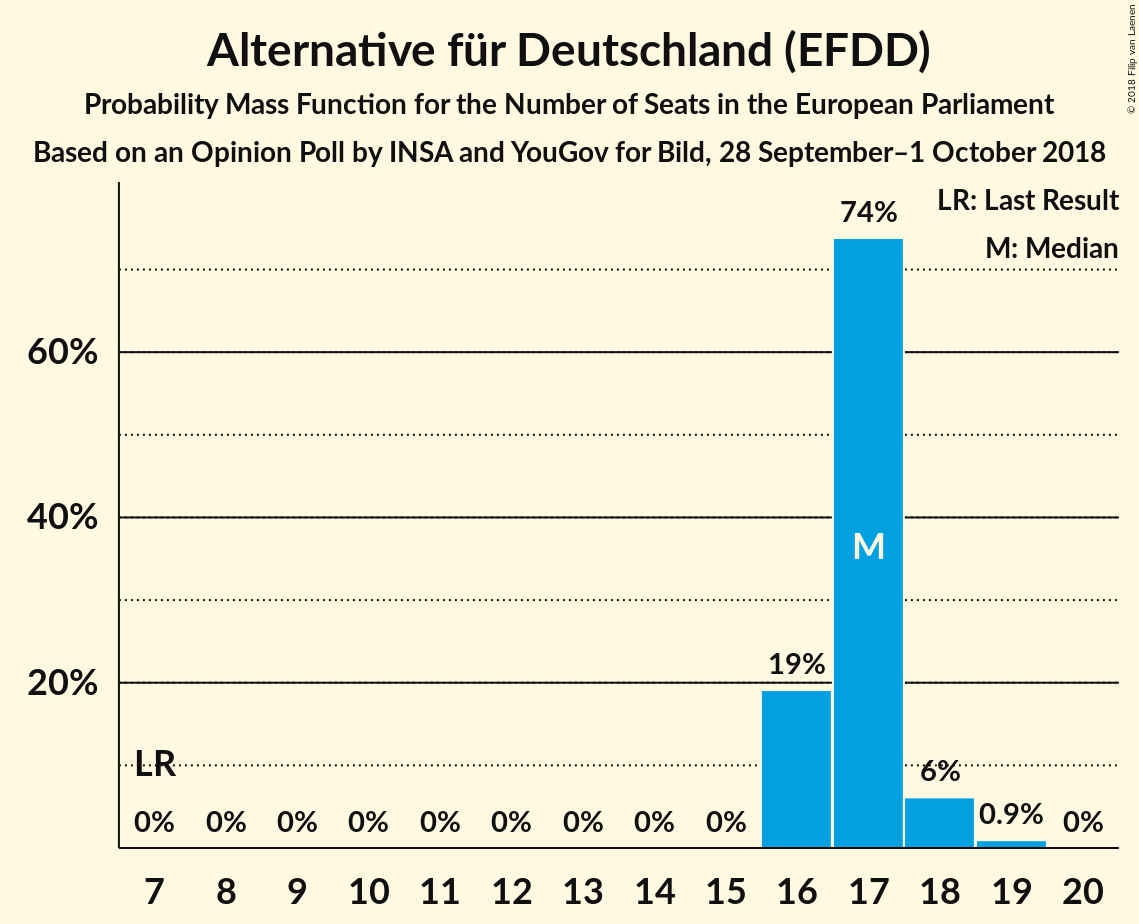 Alternative für Deutschland (EFDD)
Probability Mass Function for the Number of Seats in the European Parliament
Based on an Opinion Poll by INSA and YouGov for Bild, 28 September–1 October 2018
© 2018 Filip van Laenen
LR: Last Result
M: Median
74%
60%
40%
M
19%
20%
LR
6%
0% 0% 0% 0% 0% 0% 0% 0% 0% 0.9% 0%
7 8 9 10 11 12 13 14 15 16 17 18 19 20